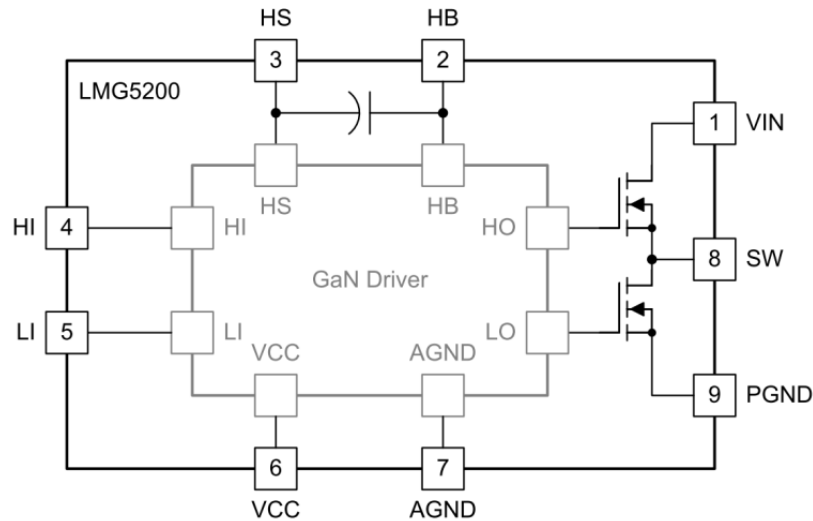 HS HB
3 2
LMG5200
1 VIN
HS HB
HI 4 HI HO
GaN Driver
8 SW
LI 5 LI LO
VCC AGND
9 PGND
6 7
VCC AGND